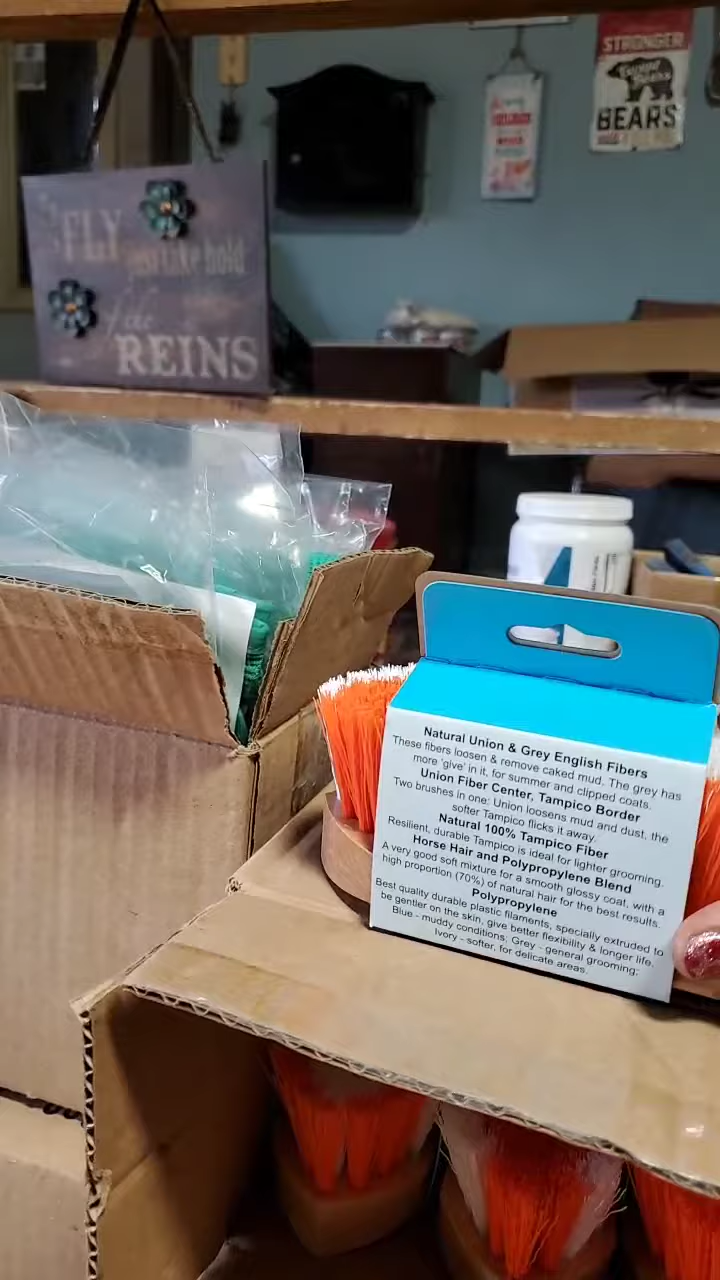 STRONGER
BEARS
FLY just take hold
of the
REINS
Natural Union & Grey English Fibers
These fibers loosen & remove caked mud. The grey has
more 'give' in it, for summer and clipped coats.
Union Fiber Center, Tampico Border
Two brushes in one: Union loosens mud and dust, the
softer Tampico flicks it away.
Natural 100% Tampico Fiber
Resilient, durable Tampico is ideal for lighter grooming.
Horse Hair and Polypropylene Blend
A very good soft mixture for a smooth glossy coat, with a
high proportion (70%) of natural hair for the best results.
Polypropylene
Best quality durable plastic filaments, specially extruded to
be gentler on the skin, give better flexibility & longer life.
Blue - muddy conditions; Grey - general grooming;
Ivory - softer, for delicate areas.